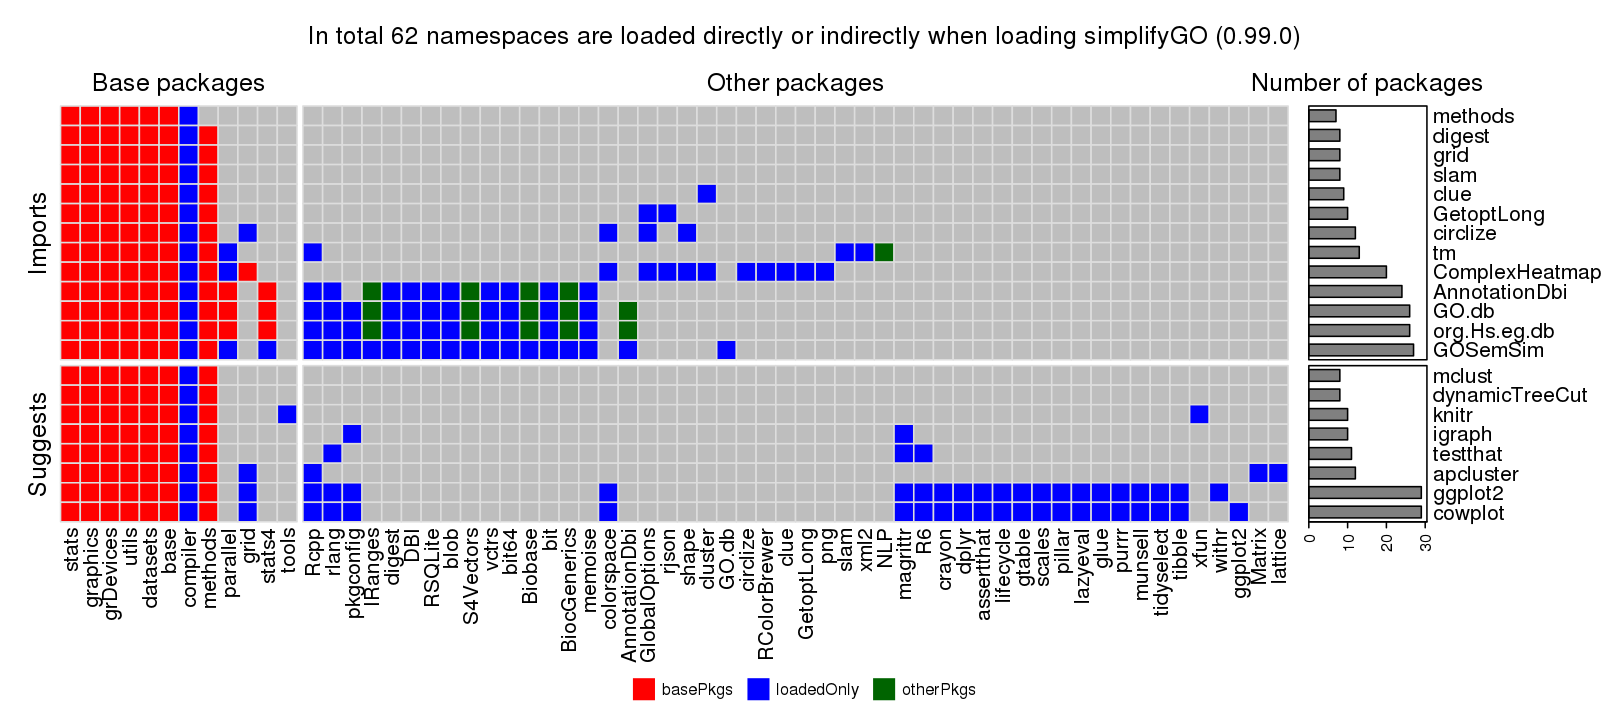 In total 62 namespaces are loaded directly or indirectly when loading simplifyGO (0.99.0)
Base packages
Other packages
Number of packages
Imports
methods
digest
grid
slam
clue
GetoptLong
circlize
tm
ComplexHeatmap
AnnotationDbi
GO.db
org.Hs.eg.db
GOSemSim
Suggests
mclust
dynamicTreeCut
knitr
igraph
testthat
apcluster
ggplot2
cowplot
0
10
20
30
stats
graphics
grDevices
utils
datasets
base
compiler
methods
parallel
grid
stats4
tools
Rcpp
rlang
pkgconfig
IRanges
digest
DBI
RSQLite
blob
S4Vectors
vctrs
bit64
Biobase
bit
BiocGenerics
memoise
colorspace
AnnotationDbi
GlobalOptions
rjson
shape
cluster
GO.db
circlize
RColorBrewer
clue
GetoptLong
png
slam
xml2
NLP
magrittr
R6
crayon
dplyr
assertthat
lifecycle
gtable
scales
pillar
lazyeval
glue
purrr
munsell
tidyselect
tibble
xfun
withr
ggplot2
Matrix
lattice
basePkgs
loadedOnly
otherPkgs